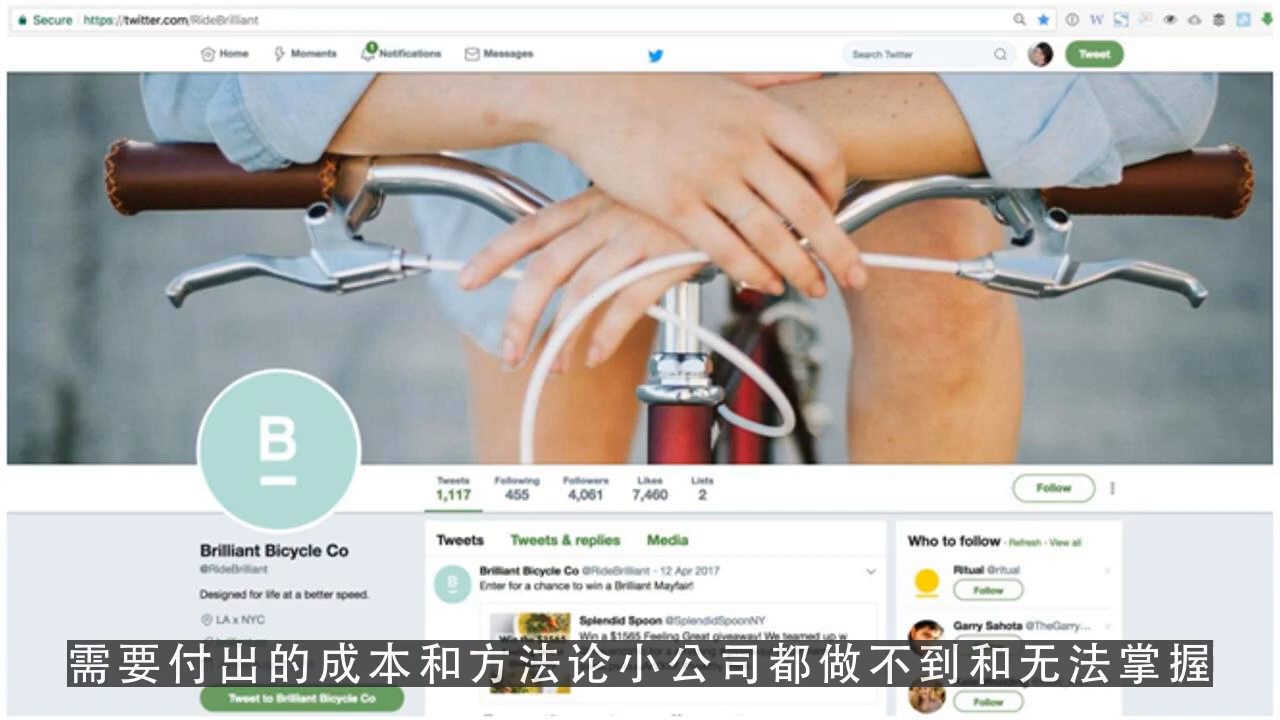 Secure https://twitter.com/RideBrilliant
Home Moments Notifications Messages Search Twitter Tweet
B
Tweets Following Followers Likes Lists
1,117 455 4,061 7,460 2
Follow
Brilliant Bicycle Co
@RideBrilliant
Designed for life at a better speed.
LA x NYC
Tweet to Brilliant Bicycle Co
Tweets Tweets & replies Media
Brilliant Bicycle Co @RideBrilliant · 12 Apr 2017
Enter for a chance to win a Brilliant Mayfair!
Splendid Spoon @SplendidSpoonNY
Win a $1565 Feeling Great giveaway! We teamed up w
Who to follow · Refresh · View all
Ritual @ritual
Follow
Garry Sahota @TheGarry...
Follow
需要付出的成本和方法论小公司都做不到和无法掌握